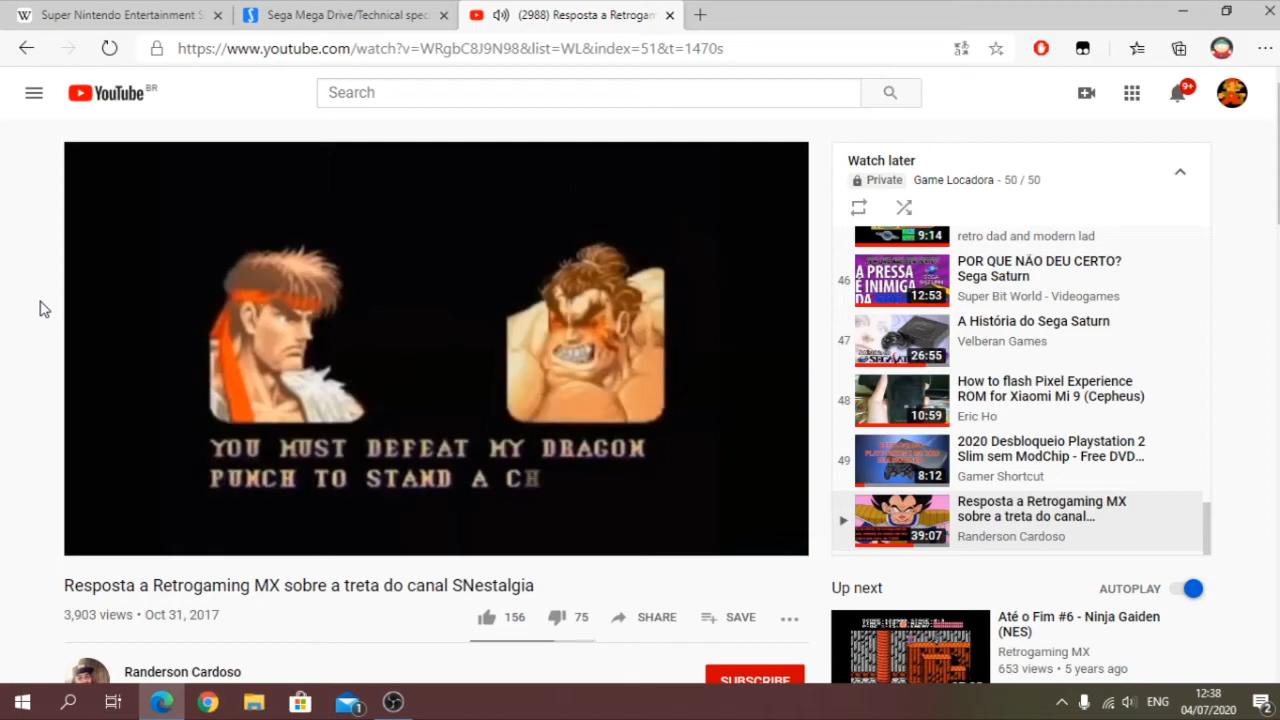 Super Nintendo Entertainment S
Sega Mega Drive/Technical spec
(2988) Resposta a Retrogam
https://www.youtube.com/watch?v=WRgbC8J9N98&list=WL&index=51&t=1470s
YouTube BR
Search
9+
YOU MUST DEFEAT MY DRAGON
NCH TO STAND A CH
Resposta a Retrogaming MX sobre a treta do canal SNestalgia
3,903 views • Oct 31, 2017
156
75
SHARE
SAVE
Randerson Cardoso
SUBSCRIBE
Watch later
Private Game Locadora - 50 / 50
9:14
retro dad and modern lad
46
A PRESSA
É INIMIGA
DA
12:53
POR QUE NÃO DEU CERTO?
Sega Saturn
Super Bit World - Videogames
47
26:55
A História do Sega Saturn
Velberan Games
48
10:59
How to flash Pixel Experience
ROM for Xiaomi Mi 9 (Cepheus)
Eric Ho
49
8:12
2020 Desbloqueio Playstation 2
Slim sem ModChip - Free DVD...
Gamer Shortcut
39:07
Resposta a Retrogaming MX
sobre a treta do canal...
Randerson Cardoso
Up next
AUTOPLAY
Até o Fim #6 - Ninja Gaiden
(NES)
Retrogaming MX
653 views • 5 years ago
1
ENG
12:38
04/07/2020
2